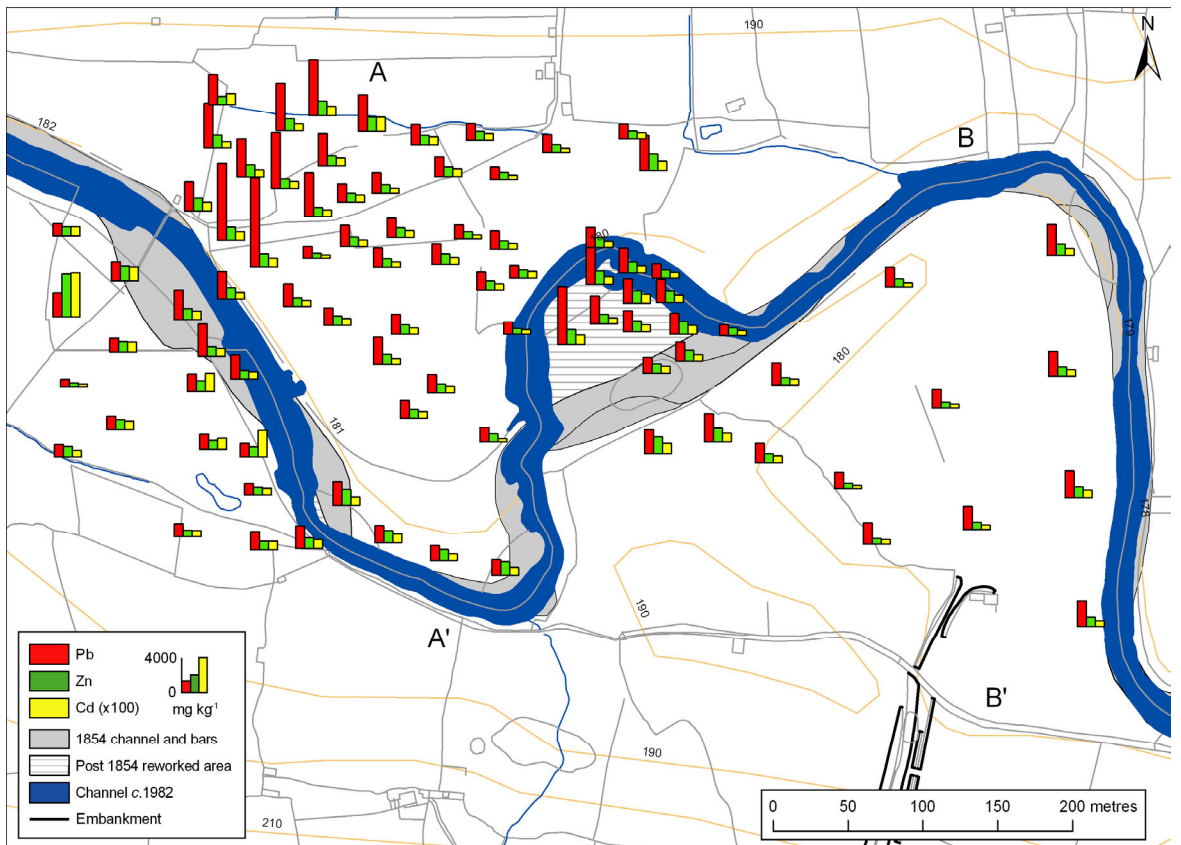 190
N
A
182
B
180
179
180
181
178
190
A'
B'
190
210
Pb
Zn
Cd (x100)
4000
0
mg kg⁻¹
1854 channel and bars
Post 1854 reworked area
Channel c.1982
Embankment
0 50 100 150 200 metres